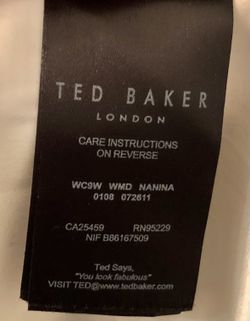 TED BAKER
LONDON
CARE INSTRUCTIONS
ON REVERSE
WC9W WMD NANINA
0108 072611
CA25459 RN95229
NIF B86167509
Ted Says,
"You look fabulous"
VISIT TED@www.tedbaker.com